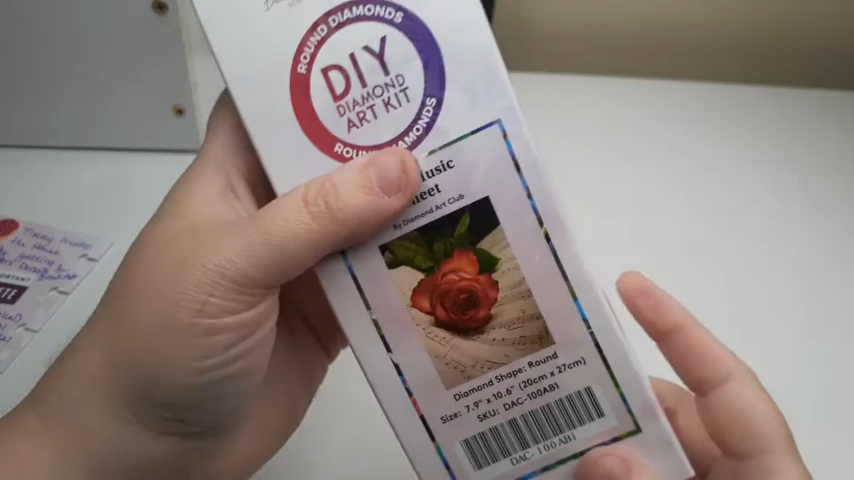 ROUND DIAMONDS
DIY
DIAMOND
ART KIT
ROUND DIAMONDS
Music
Sheet
By Diamond Art Club
Diamond Shape: Round
Size: 7.9" x 10.6" (20cm x 27cm)
SKU: DAC-100AB1
DAC-100AB1